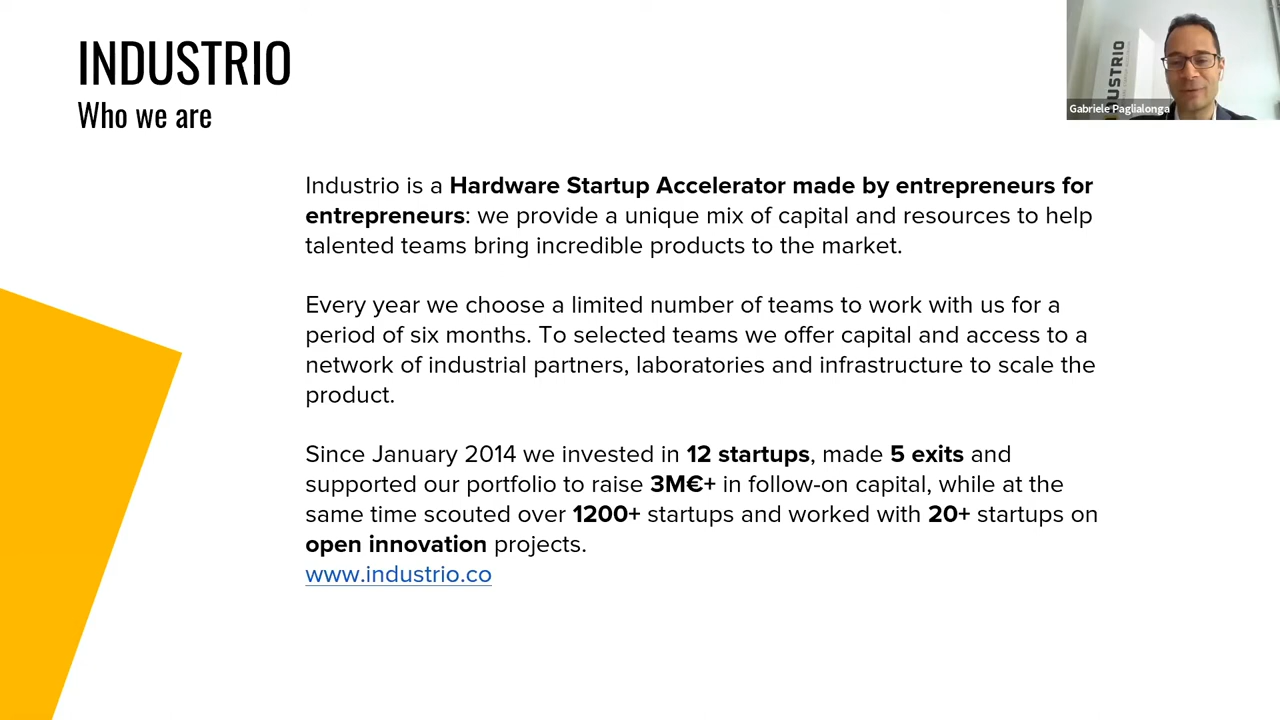 INDUSTRIO
Who we are
USTRIO
Gabriele Paglialonga
Industrio is a Hardware Startup Accelerator made by entrepreneurs for
entrepreneurs: we provide a unique mix of capital and resources to help
talented teams bring incredible products to the market.
Every year we choose a limited number of teams to work with us for a
period of six months. To selected teams we offer capital and access to a
network of industrial partners, laboratories and infrastructure to scale the
product.
Since January 2014 we invested in 12 startups, made 5 exits and
supported our portfolio to raise 3M€+ in follow-on capital, while at the
same time scouted over 1200+ startups and worked with 20+ startups on
open innovation projects.
www.industrio.co